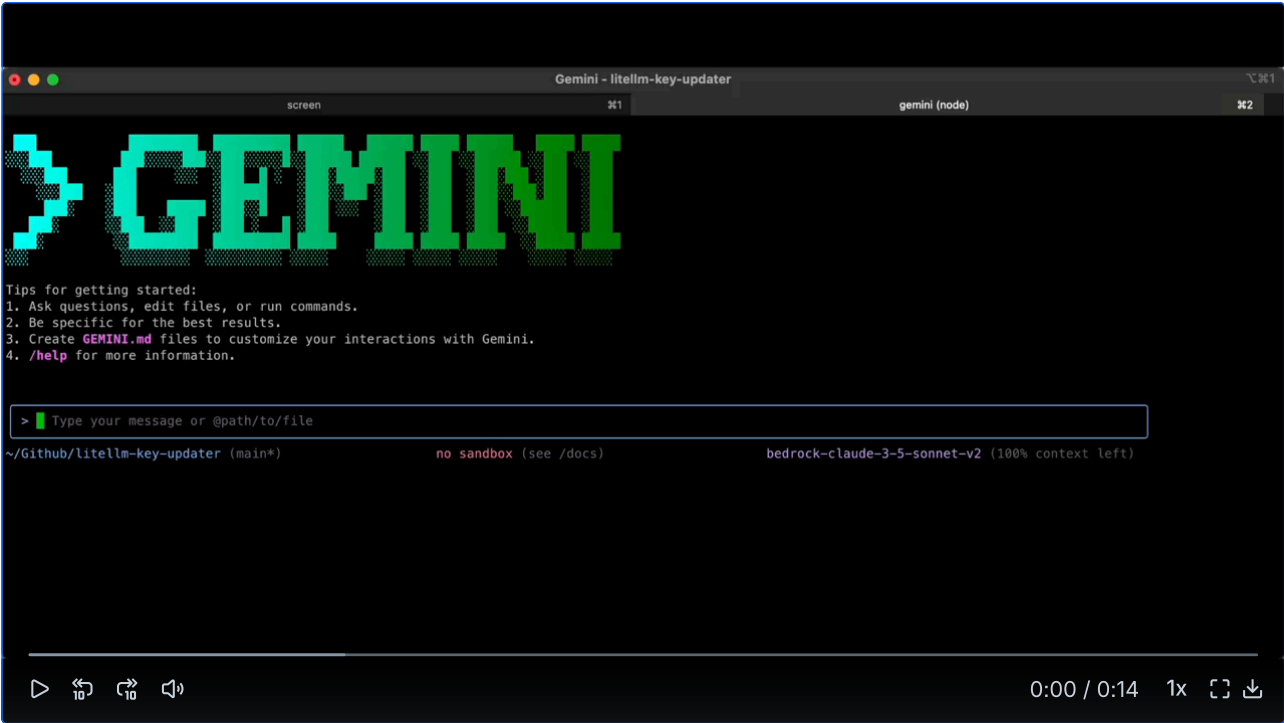 Gemini - litellm-key-updater
⌥⌘1
screen ⌘1
gemini (node) ⌘2
> GEMINI
Tips for getting started:
1. Ask questions, edit files, or run commands.
2. Be specific for the best results.
3. Create GEMINI.md files to customize your interactions with Gemini.
4. /help for more information.
> Type your message or @path/to/file
~/Github/litellm-key-updater (main*) no sandbox (see /docs) bedrock-claude-3-5-sonnet-v2 (100% context left)
10 10 0:00 / 0:14 1x